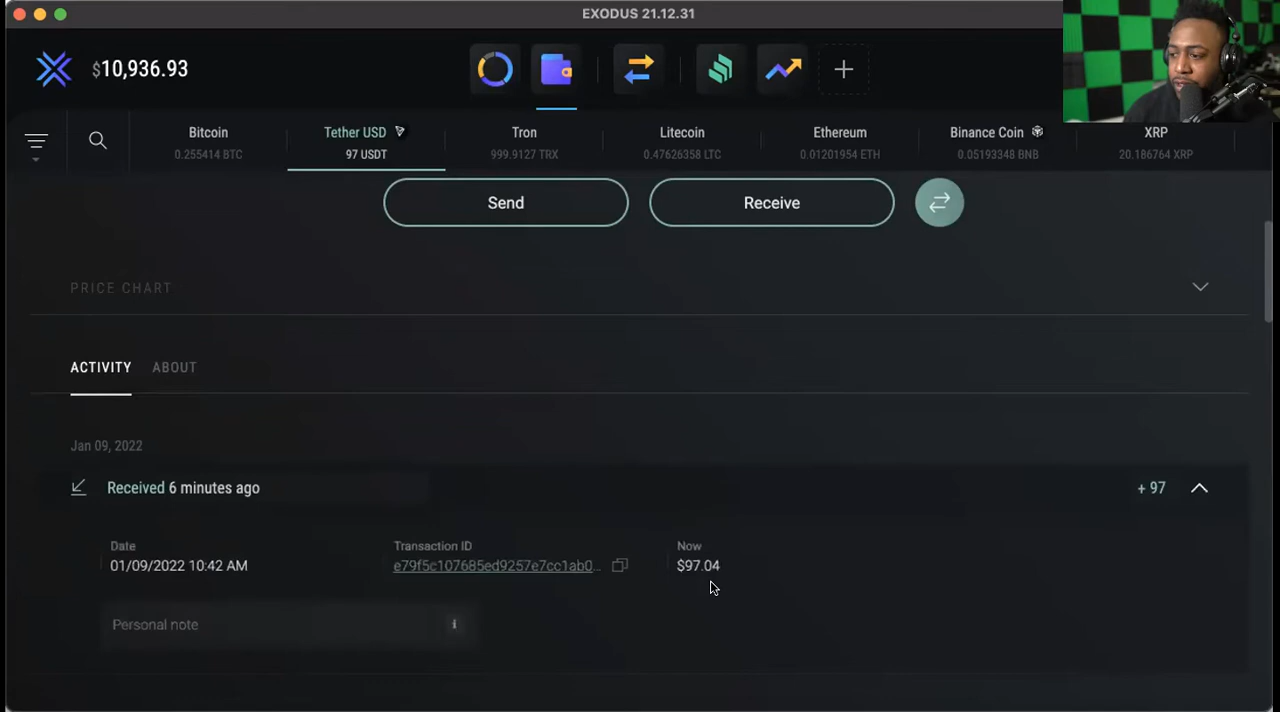 EXODUS 21.12.31
$10,936.93
Bitcoin
0.255414 BTC
Tether USD
97 USDT
Tron
999.9127 TRX
Litecoin
0.47626358 LTC
Ethereum
0.01201954 ETH
Binance Coin
0.05193348 BNB
XRP
20.186764 XRP
Send
Receive
PRICE CHART
ACTIVITY
ABOUT
Jan 09, 2022
Received 6 minutes ago
+ 97
Date
01/09/2022 10:42 AM
Transaction ID
e79f5c107685ed9257e7cc1ab0...
Now
$97.04
Personal note